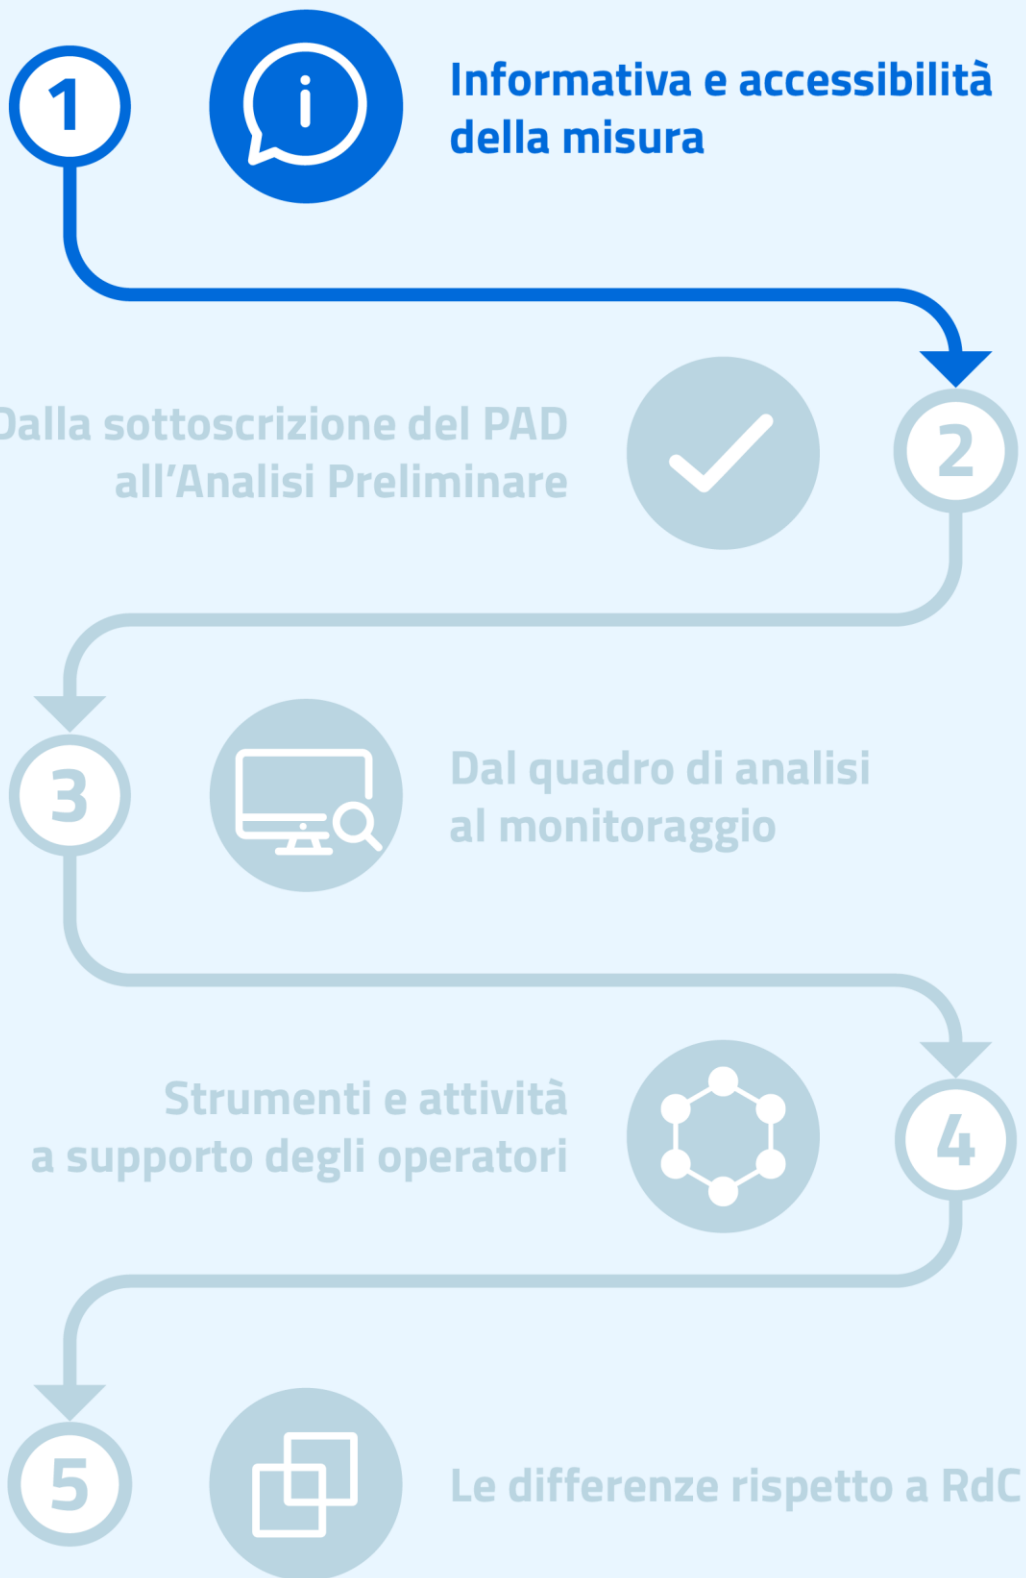 1
Informativa e accessibilità
della misura
Dalla sottoscrizione del PAD
all’Analisi Preliminare
2
3
Dal quadro di analisi
al monitoraggio
Strumenti e attività
a supporto degli operatori
4
5
Le differenze rispetto a RdC